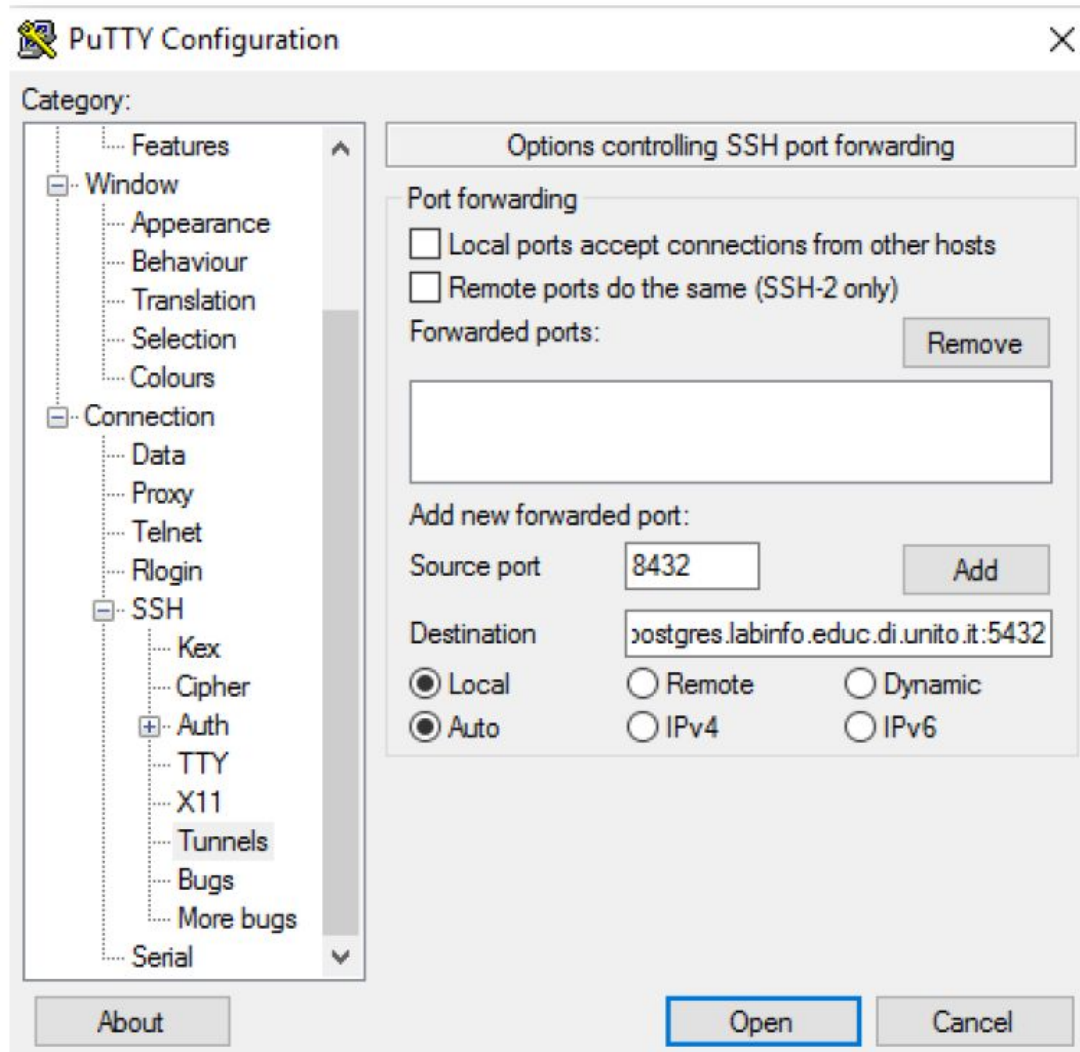 PuTTY Configuration
Category:
Features
Window
Appearance
Behaviour
Translation
Selection
Colours
Connection
Data
Proxy
Telnet
Rlogin
SSH
Kex
Cipher
Auth
TTY
X11
Tunnels
Bugs
More bugs
Serial
Options controlling SSH port forwarding
Port forwarding
Local ports accept connections from other hosts
Remote ports do the same (SSH-2 only)
Forwarded ports:
Remove
Add new forwarded port:
Source port 8432 Add
Destination postgres.labinfo.educ.di.unito.it:5432
Local Remote Dynamic
Auto IPv4 IPv6
About Open Cancel